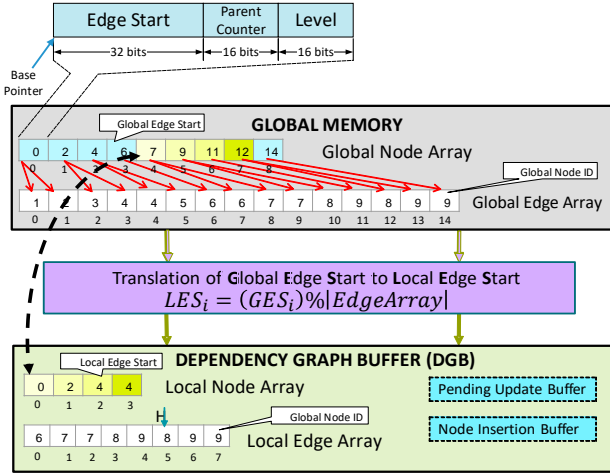 Edge Start
Parent
Counter
Level
32 bits
16 bits
16 bits
Base
Pointer
Global Edge Start
GLOBAL MEMORY
0 2 4 6 7 9 11 12 14
Global Node Array
0 1 2 3 4 5 6 7 8
Global Node ID
1 2 3 4 4 5 5 6 7 7 8 9 8 9 9
Global Edge Array
0 1 2 3 4 5 6 7 8 9 10 11 12 13 14
Translation of Global Edge Start to Local Edge Start
LES_i = (GES_i)%|EdgeArray|
DEPENDENCY GRAPH BUFFER (DGB)
Local Edge Start
0 2 4 4
Local Node Array
0 1 2 3
Pending Update Buffer
H
Global Node ID
6 7 7 8 9 8 9 9
Local Edge Array
0 1 2 3 4 5 6 7
Node Insertion Buffer